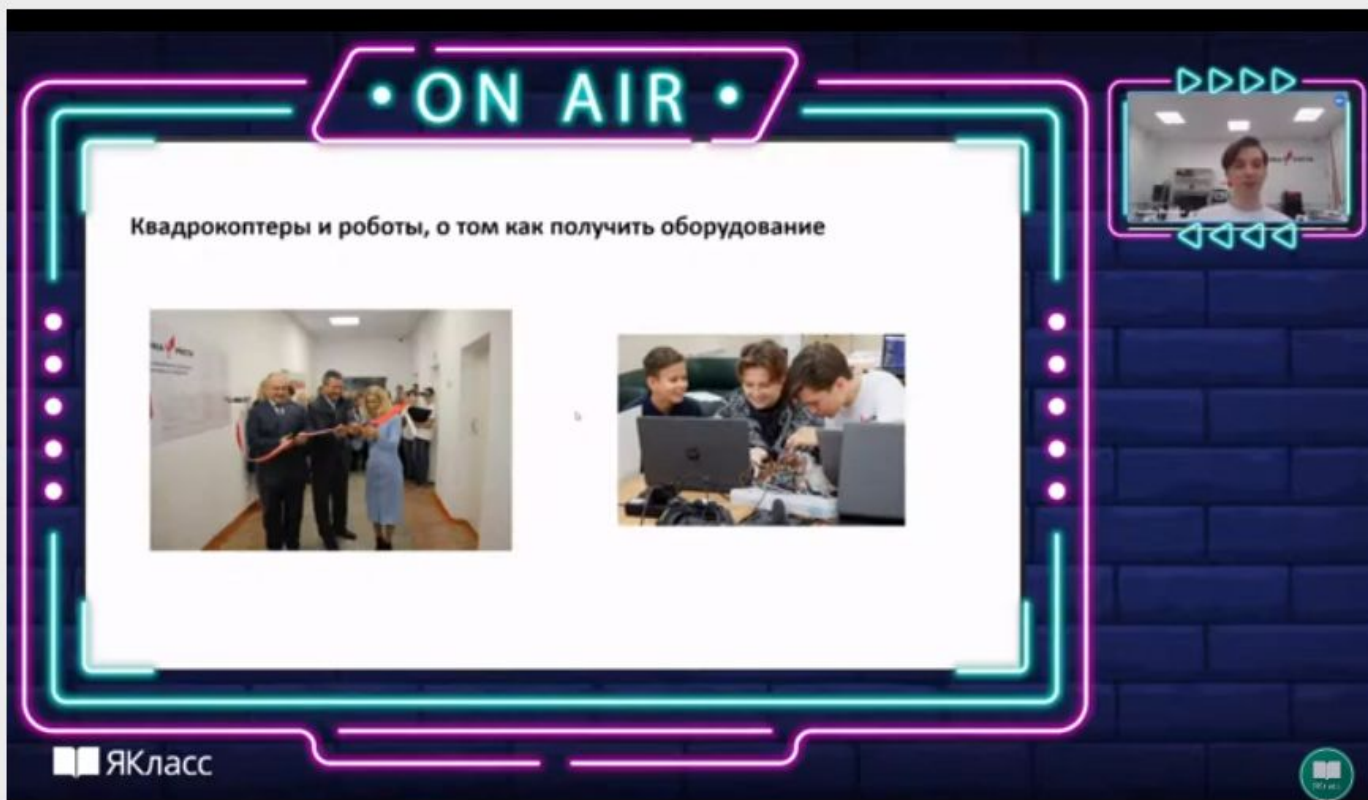 • ON AIR •
Квадрокоптеры и роботы, о том как получить оборудование
ЯКласс